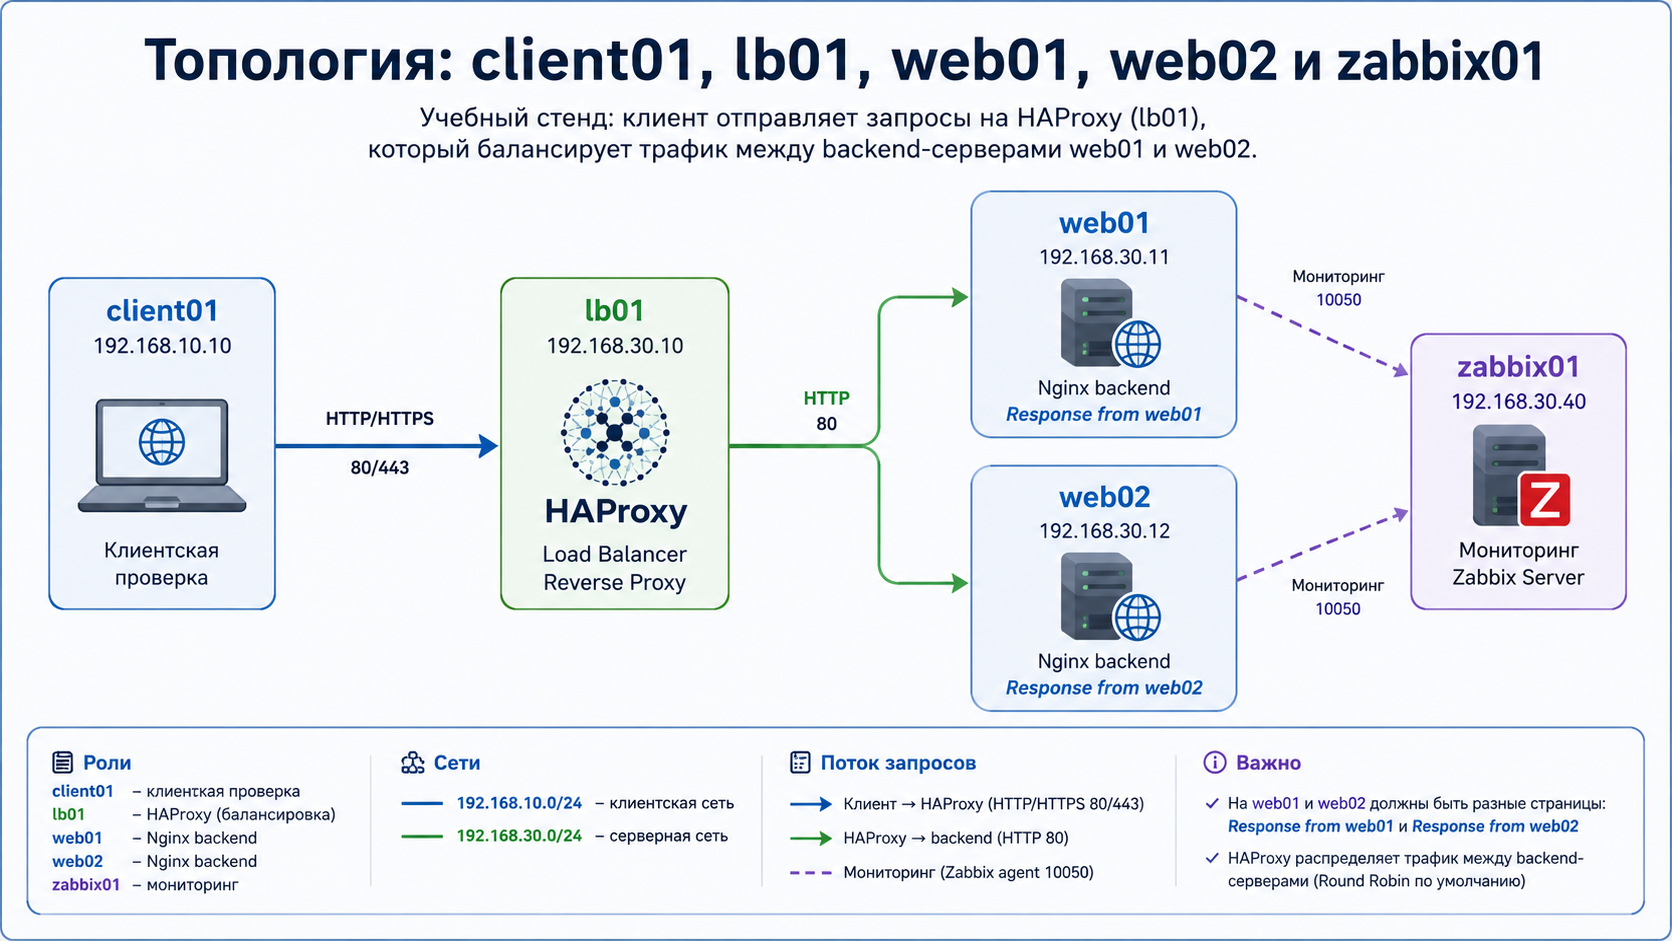 Топология: client01, lb01, web01, web02 и zabbix01
Учебный стенд: клиент отправляет запросы на HAProxy (lb01),
который балансирует трафик между backend-серверами web01 и web02.
client01
192.168.10.10
Клиентская
проверка
HTTP/HTTPS
80/443
lb01
192.168.30.10
HAProxy
Load Balancer
Reverse Proxy
HTTP
80
web01
192.168.30.11
Nginx backend
Response from web01
web02
192.168.30.12
Nginx backend
Response from web02
Мониторинг
10050
Мониторинг
10050
zabbix01
192.168.30.40
Z
Мониторинг
Zabbix Server
Роли
client01 – клиенткая проверка
lb01 – HAProxy (балансировка)
web01 – Nginx backend
web02 – Nginx backend
zabbix01 – мониторинг
Сети
192.168.10.0/24 – клиентская сеть
192.168.30.0/24 – серверная сеть
Поток запросов
Клиент → HAProxy (HTTP/HTTPS 80/443)
HAProxy → backend (HTTP 80)
Мониторинг (Zabbix agent 10050)
Важно
✓ На web01 и web02 должны быть разные страницы:
Response from web01 и Response from web02
✓ HAProxy распределяет трафик между backend-
серверами (Round Robin по умолчанию)